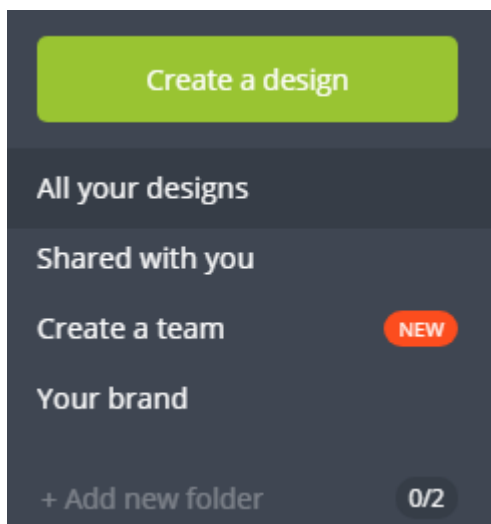 Create a design
All your designs
Shared with you
Create a team NEW
Your brand
+ Add new folder 0/2